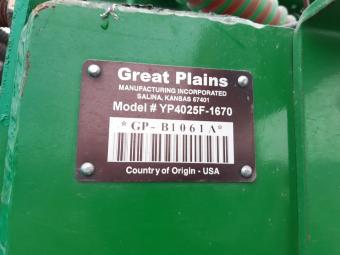 Great Plains
MANUFACTURING INCORPORATED
SALINA, KANSAS 67401
Model # YP4025F-1670
*GP-B1061A*
Country of Origin - USA